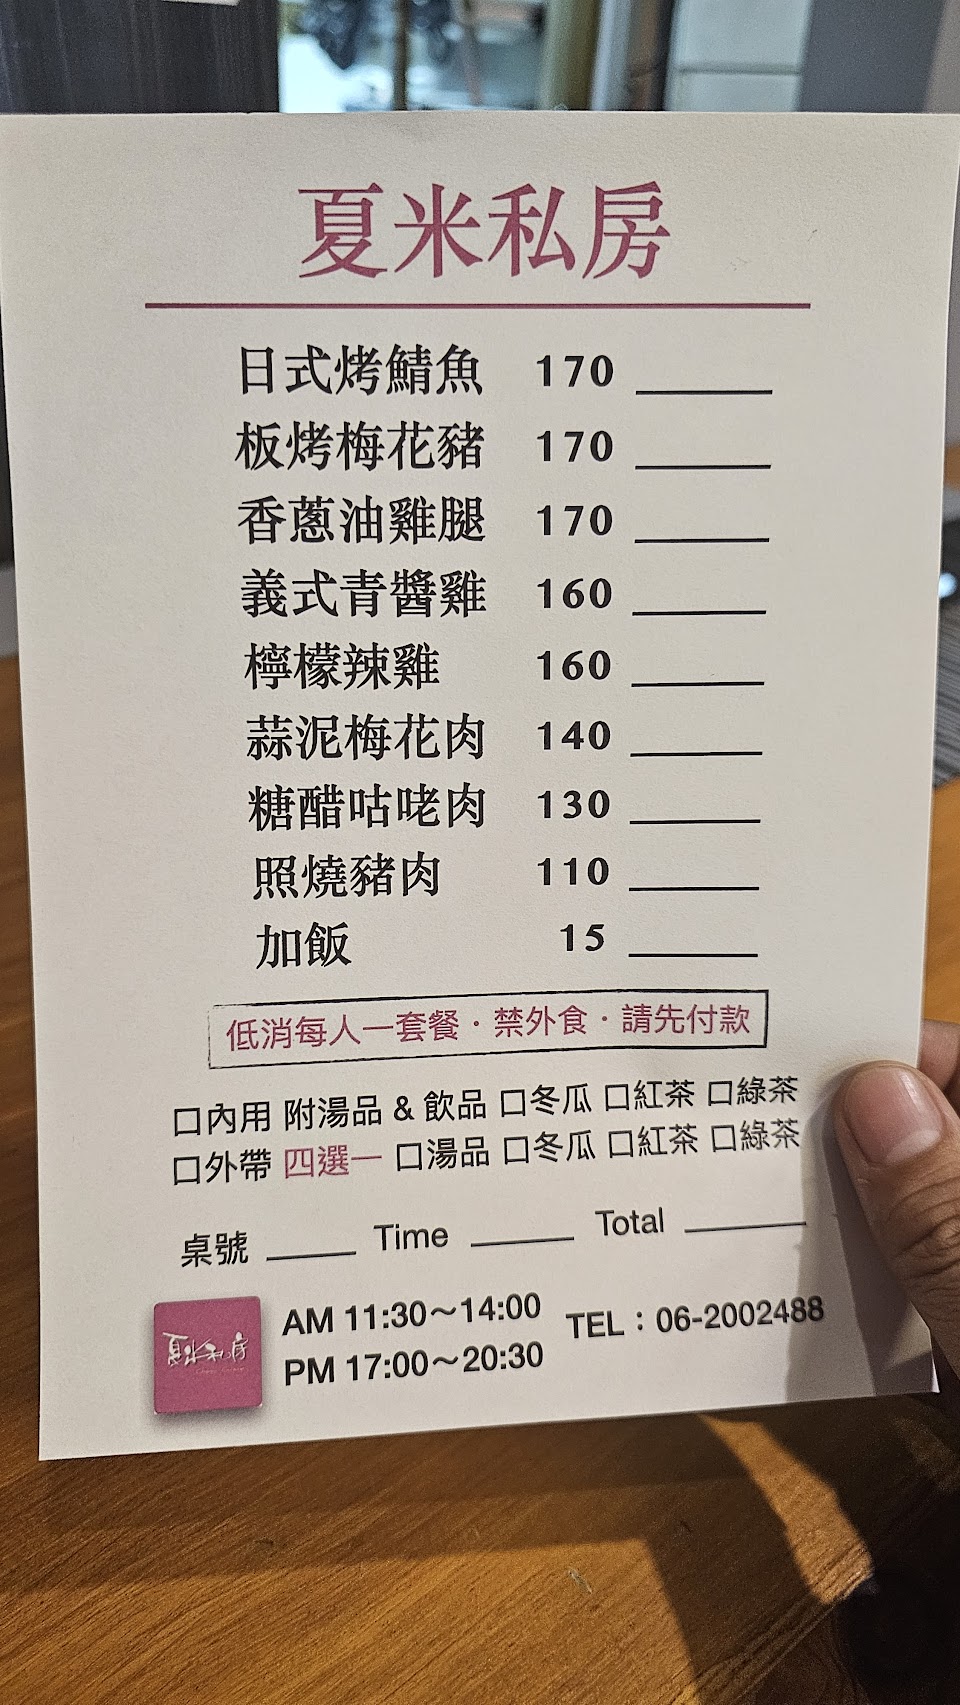 夏米私房
日式烤鯖魚 170
板烤梅花豬 170
香蔥油雞腿 170
義式青醬雞 160
檸檬辣雞 160
蒜泥梅花肉 140
糖醋咕咾肉 130
照燒豬肉 110
加飯 15
低消每人一套餐·禁外食·請先付款
口內用 附湯品 & 飲品 口冬瓜 口紅茶 口綠茶
口外帶 四選一 口湯品 口冬瓜 口紅茶 口綠茶
桌號 Time Total
夏米私房
AM 11:30～14:00
PM 17:00～20:30
TEL：06-2002488